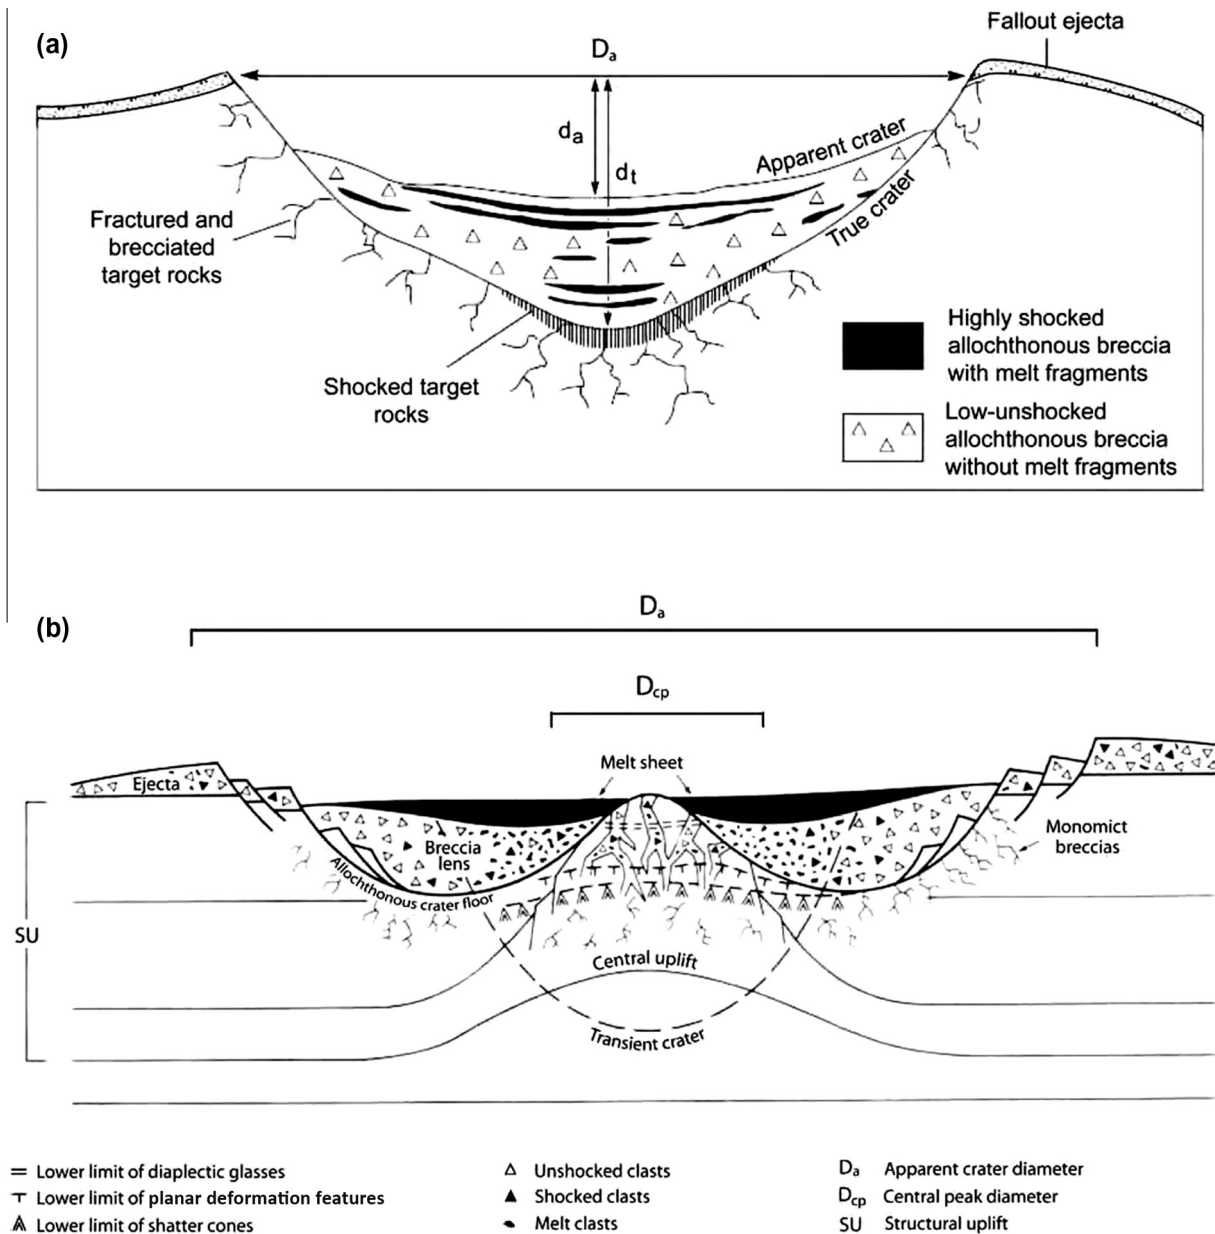 (a)
Dₐ
Fallout ejecta
dₐ
dₜ
Apparent crater
True crater
Fractured and
brecciated
target rocks
Shocked target
rocks
Highly shocked
allochthonous breccia
with melt fragments
Low-unshocked
allochthonous breccia
without melt fragments
(b)
Dₐ
D_cp
Melt sheet
Ejecta
Breccia
lens
Allochthonous crater floor
Monomict
breccias
SU
Central uplift
Transient crater
Lower limit of diaplectic glasses
Lower limit of planar deformation features
Lower limit of shatter cones
Unshocked clasts
Shocked clasts
Melt clasts
Dₐ Apparent crater diameter
D_cp Central peak diameter
SU Structural uplift